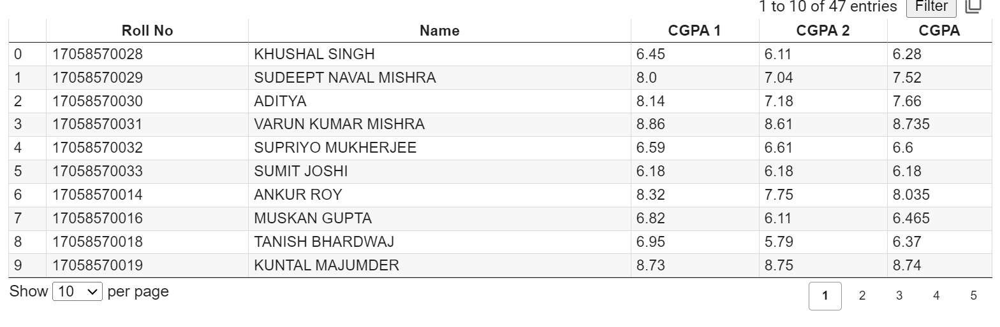 1 to 10 of 47 entries Filter
Roll No Name CGPA 1 CGPA 2 CGPA
0 17058570028 KHUSHAL SINGH 6.45 6.11 6.28
1 17058570029 SUDEEPT NAVAL MISHRA 8.0 7.04 7.52
2 17058570030 ADITYA 8.14 7.18 7.66
3 17058570031 VARUN KUMAR MISHRA 8.86 8.61 8.735
4 17058570032 SUPRIYO MUKHERJEE 6.59 6.61 6.6
5 17058570033 SUMIT JOSHI 6.18 6.18 6.18
6 17058570014 ANKUR ROY 8.32 7.75 8.035
7 17058570016 MUSKAN GUPTA 6.82 6.11 6.465
8 17058570018 TANISH BHARDWAJ 6.95 5.79 6.37
9 17058570019 KUNTAL MAJUMDER 8.73 8.75 8.74
Show 10 per page 1 2 3 4 5